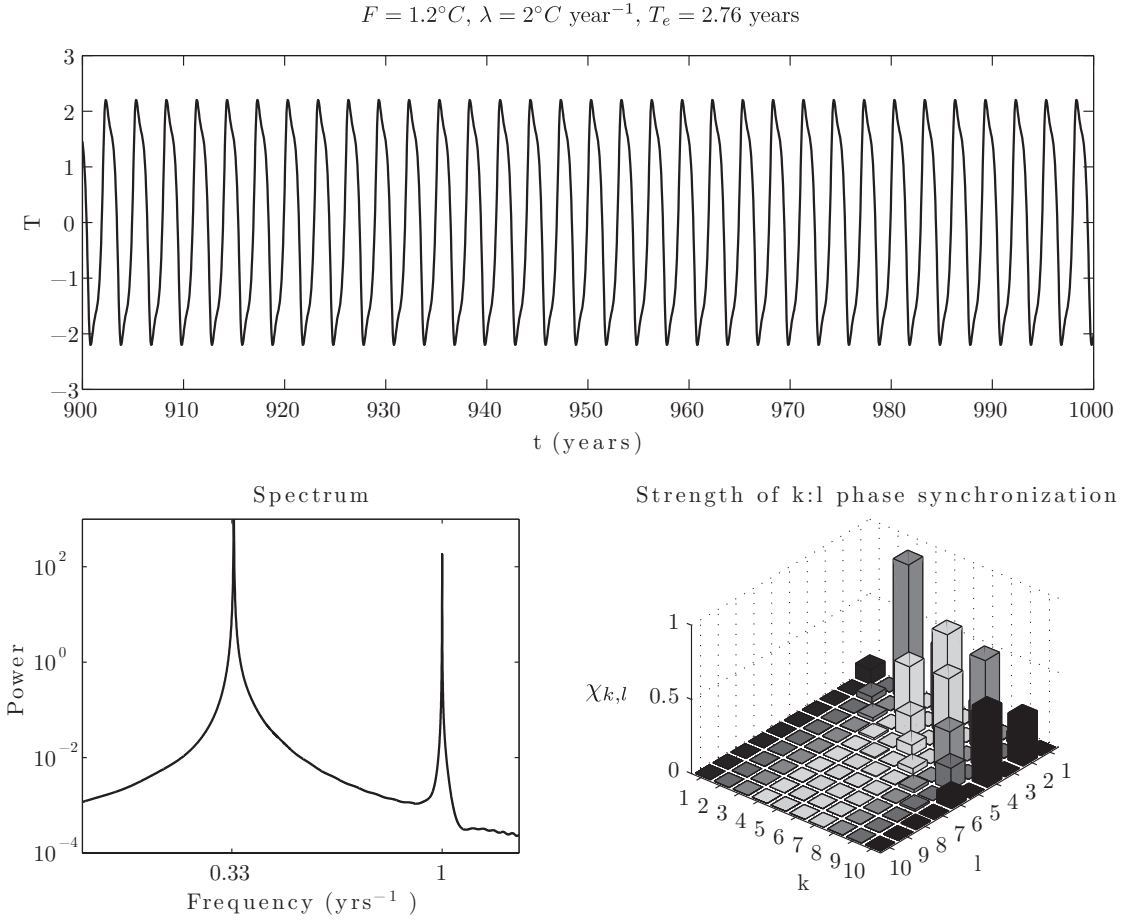 F = 1.2°C, λ = 2°C year⁻¹, Tₑ = 2.76 years
3
2
1
0
−1
−2
−3
T
900 910 920 930 940 950 960 970 980 990 1000
t (years)
Spectrum
10²
10⁰
10⁻²
10⁻⁴
Power
0.33 1
Frequency (yrs⁻¹ )
Strength of k:l phase synchronization
1
0.5
0
χk,l
1 2 3 4 5 6 7 8 9 10
k
10 9 8 7 6 5 4 3 2 1
l